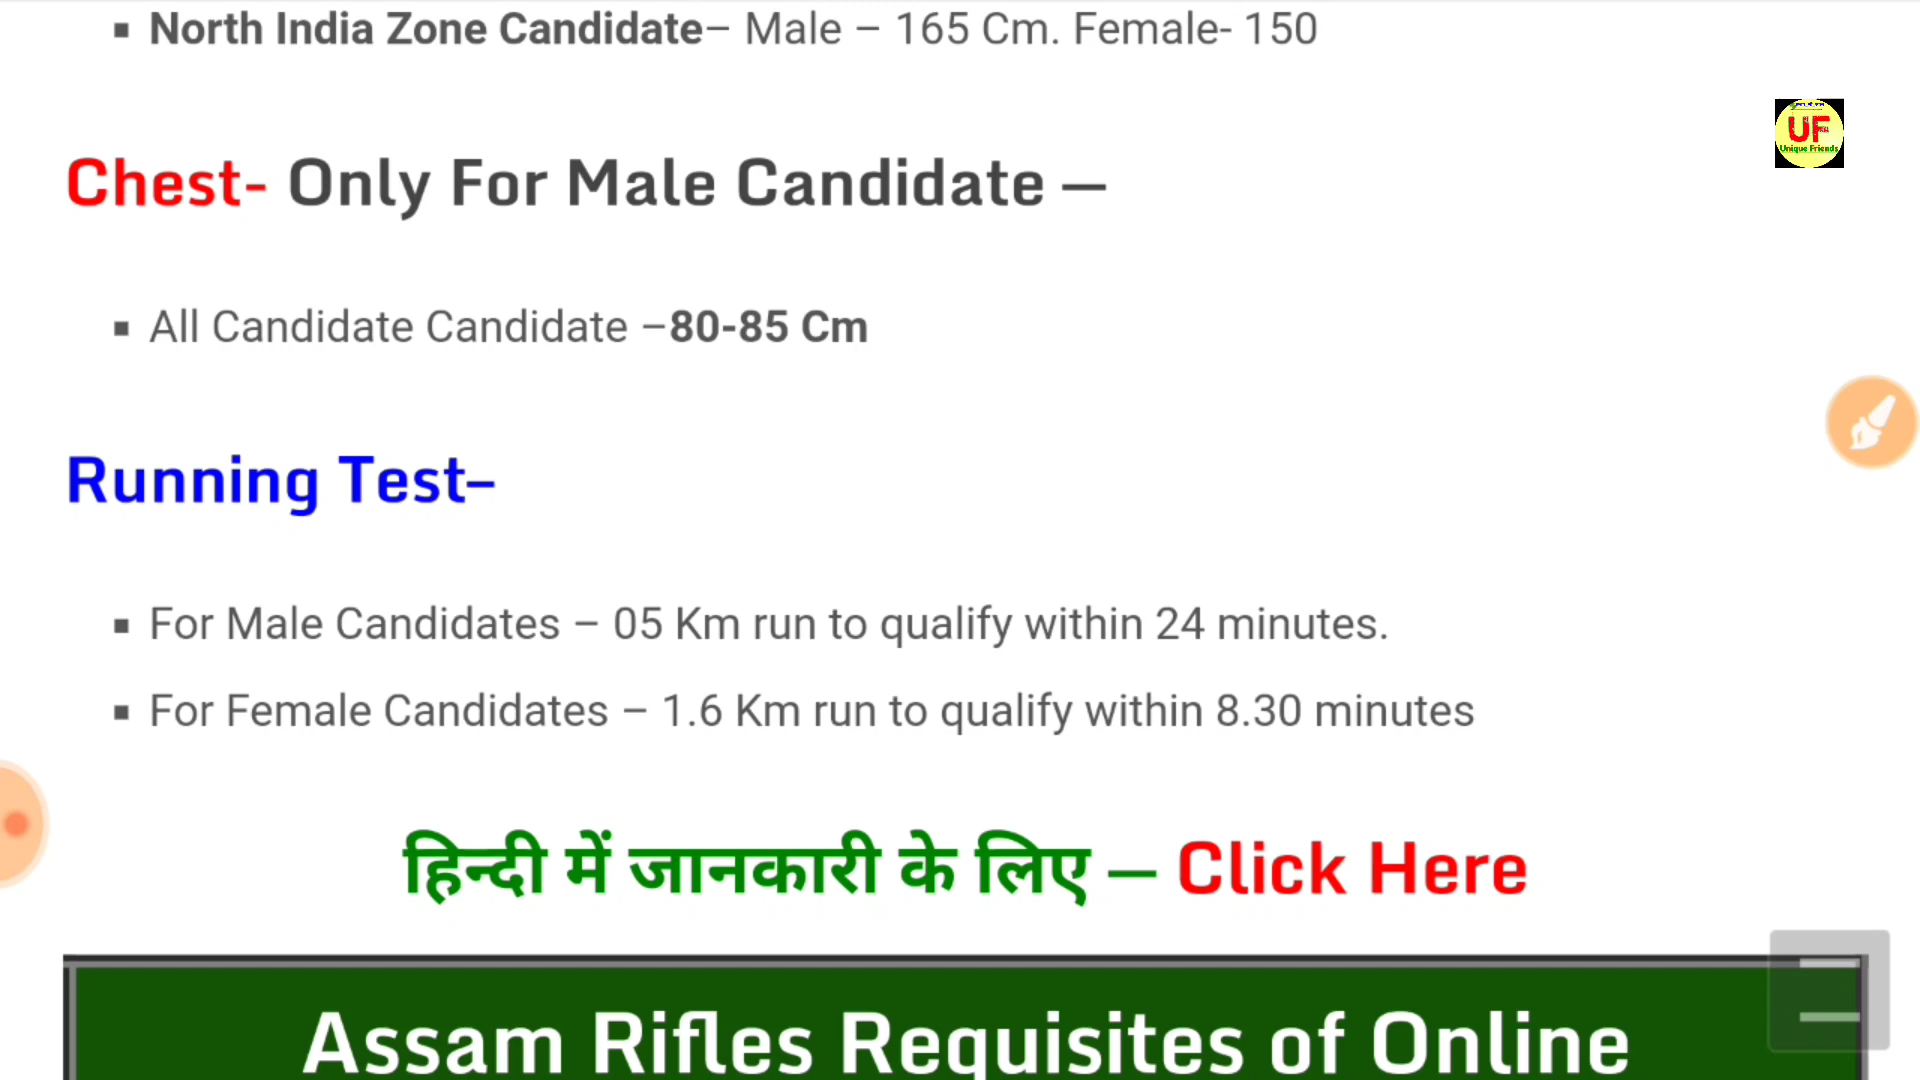 North India Zone Candidate– Male – 165 Cm. Female- 150
UF
Unique Friends
Chest- Only For Male Candidate —
All Candidate Candidate –80-85 Cm
Running Test–
For Male Candidates – 05 Km run to qualify within 24 minutes.
For Female Candidates – 1.6 Km run to qualify within 8.30 minutes
हिन्दी में जानकारी के लिए — Click Here
Assam Rifles Requisites of Online